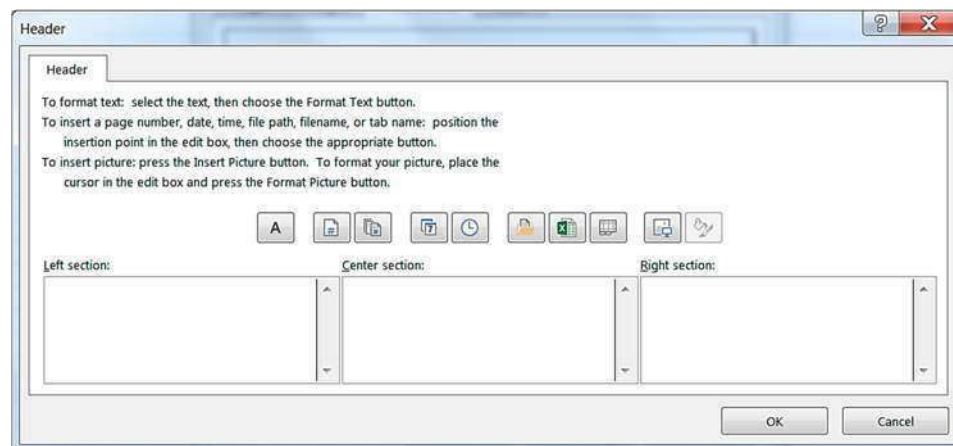 Header
Header
To format text: select the text, then choose the Format Text button.
To insert a page number, date, time, file path, filename, or tab name: position the
insertion point in the edit box, then choose the appropriate button.
To insert picture: press the Insert Picture button. To format your picture, place the
cursor in the edit box and press the Format Picture button.
A # 7
Left section: Center section: Right section:
OK Cancel